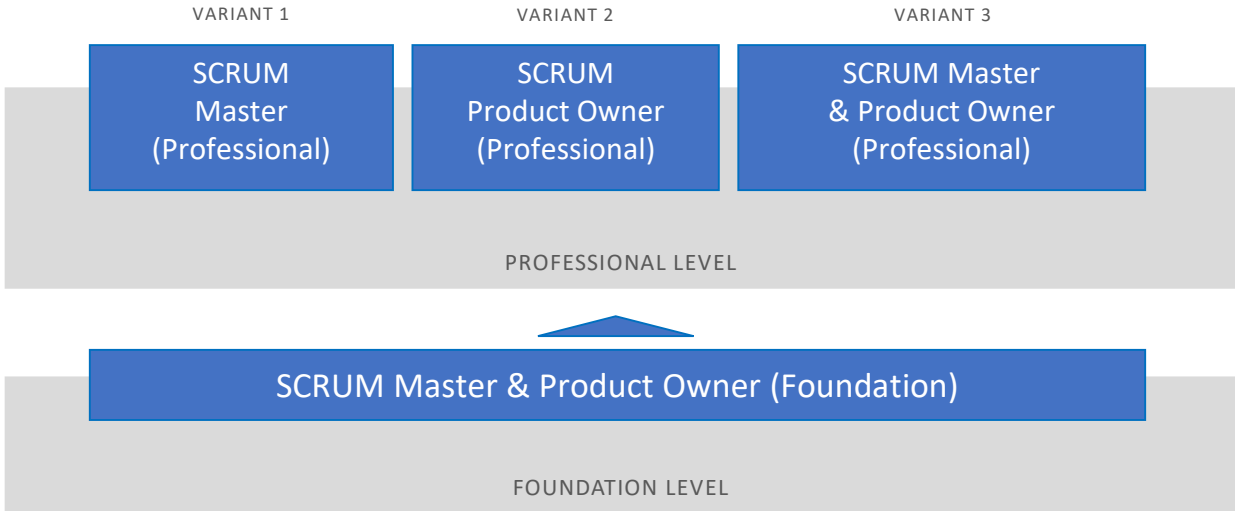 VARIANT 1
VARIANT 2
VARIANT 3
SCRUM
Master
(Professional)
SCRUM
Product Owner
(Professional)
SCRUM Master
& Product Owner
(Professional)
PROFESSIONAL LEVEL
SCRUM Master & Product Owner (Foundation)
FOUNDATION LEVEL